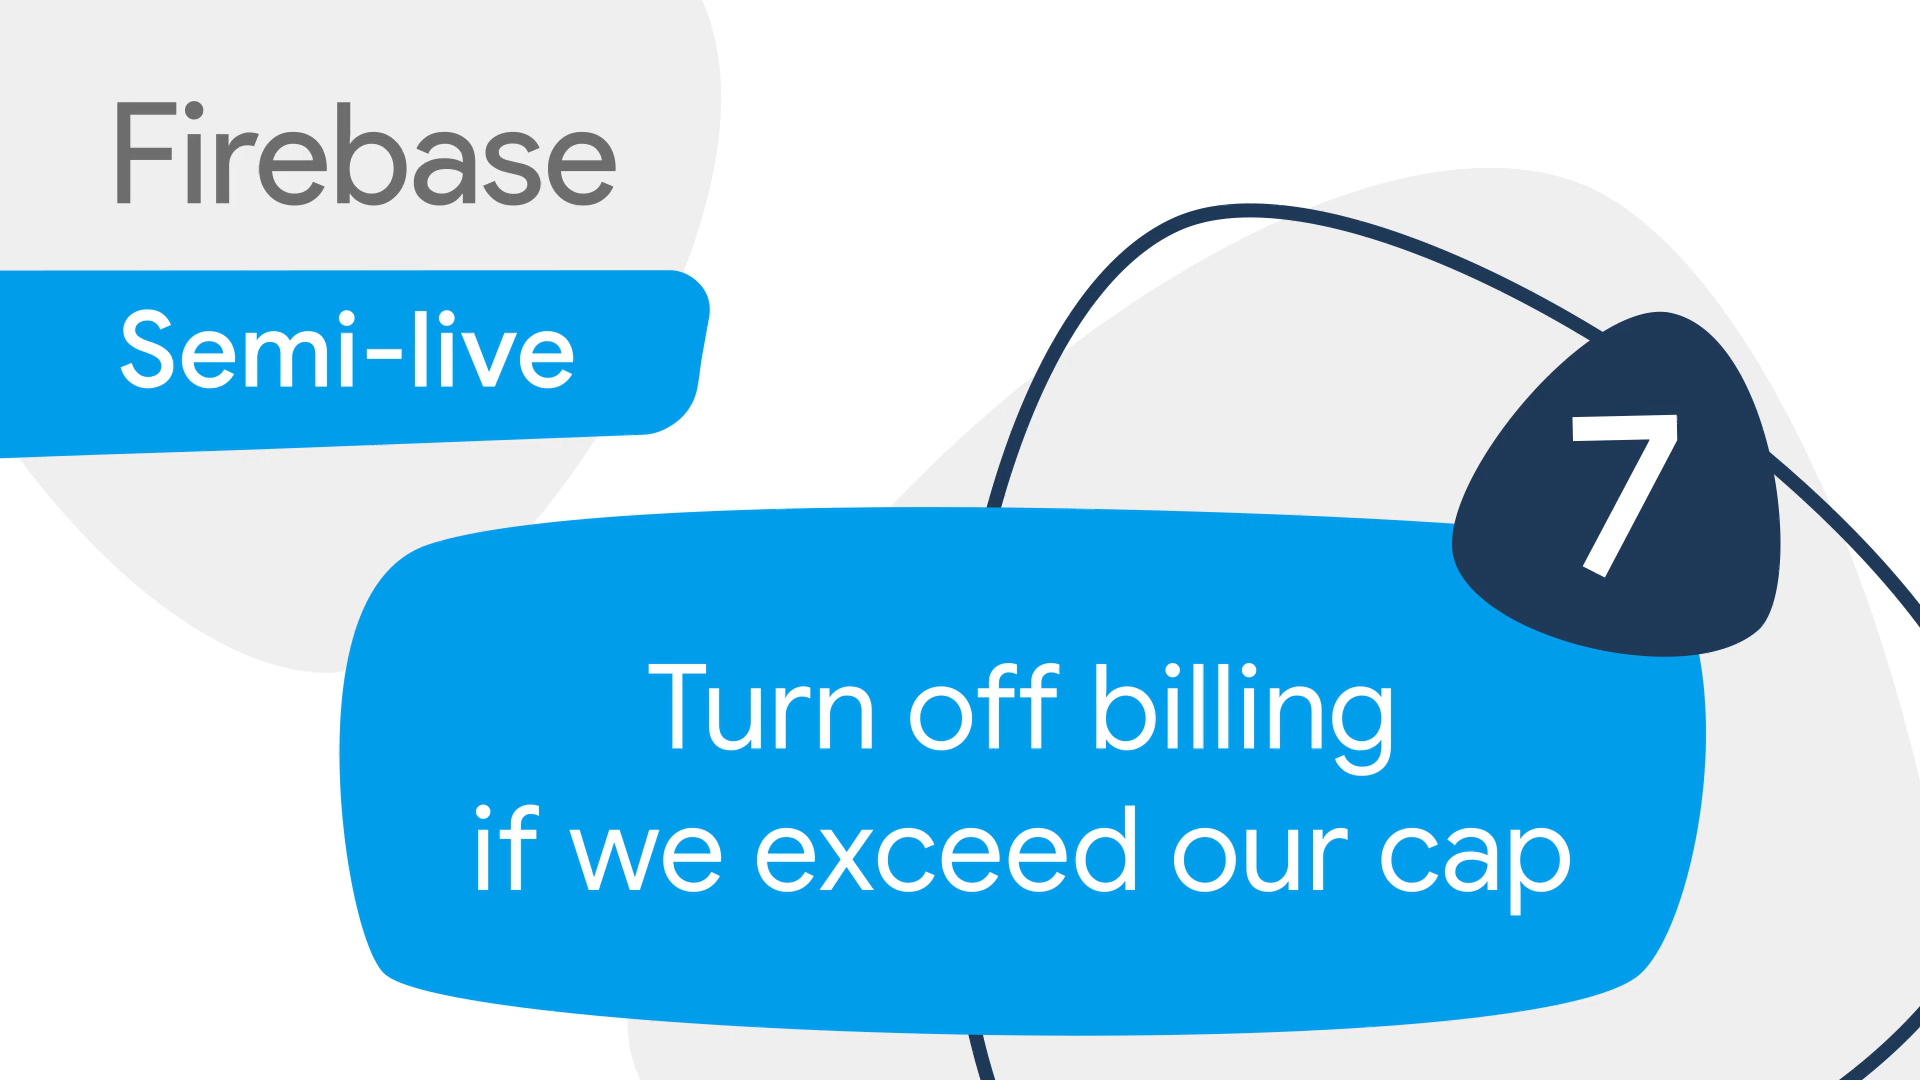 Firebase
Semi-live
7
Turn off billing
if we exceed our cap